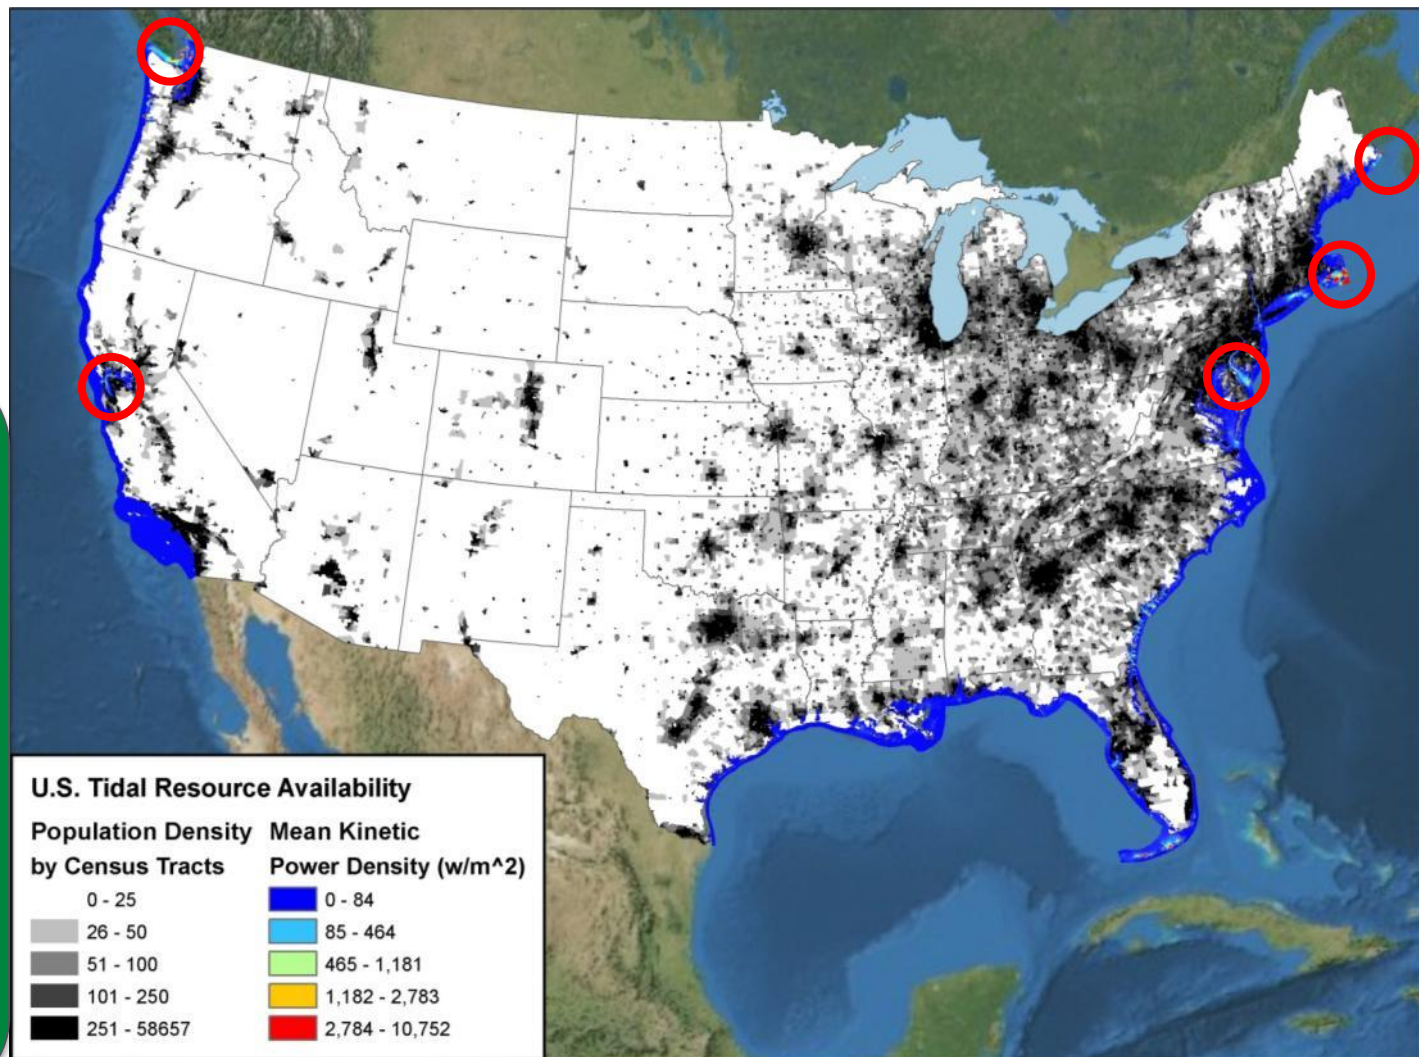 U.S. Tidal Resource Availability
Population Density
by Census Tracts
0 - 25
26 - 50
51 - 100
101 - 250
251 - 58657
Mean Kinetic
Power Density (w/m^2)
0 - 84
85 - 464
465 - 1,181
1,182 - 2,783
2,784 - 10,752